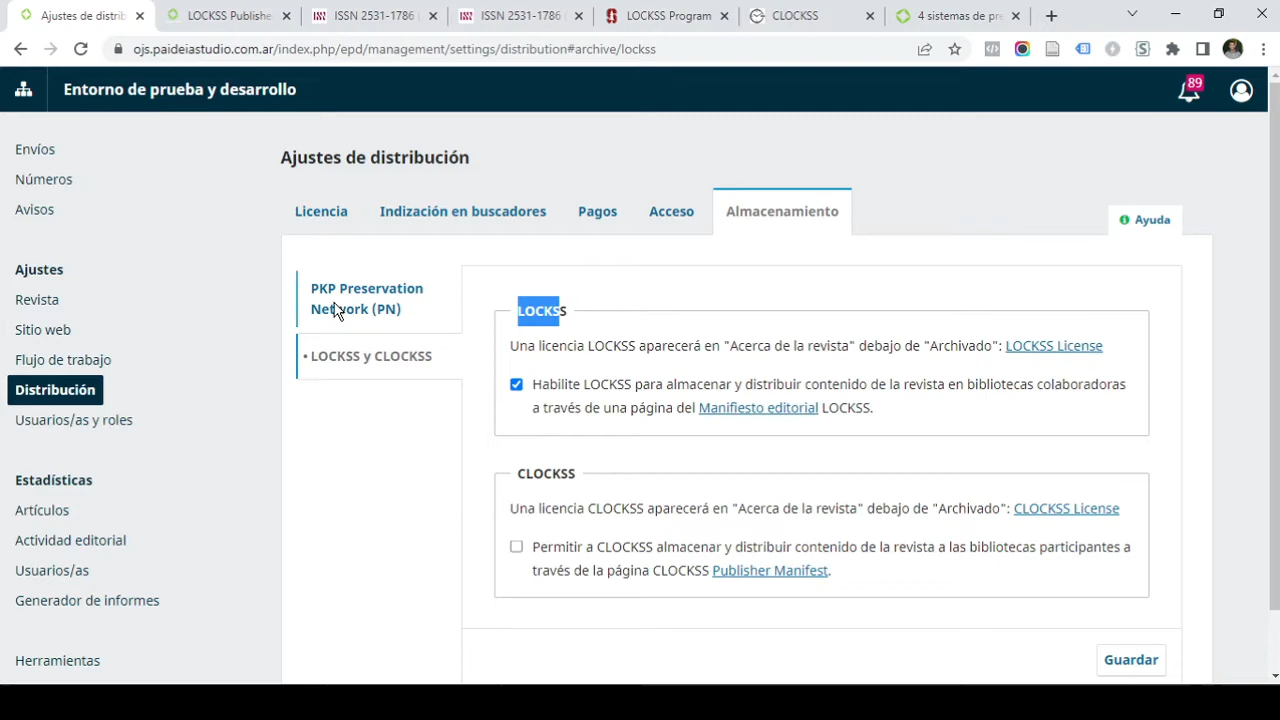 Ajustes de distrib
LOCKSS Publishe
ISSN 2531-1786
ISSN 2531-1786
LOCKSS Program
CLOCKSS
4 sistemas de pre
ojs.paideiastudio.com.ar/index.php/epd/management/settings/distribution#archive/lockss
Entorno de prueba y desarrollo
89
Envíos
Números
Avisos
Ajustes
Revista
Sitio web
Flujo de trabajo
Distribución
Usuarios/as y roles
Estadísticas
Artículos
Actividad editorial
Usuarios/as
Generador de informes
Herramientas
Ajustes de distribución
Licencia
Indización en buscadores
Pagos
Acceso
Almacenamiento
Ayuda
PKP Preservation
Network (PN)
• LOCKSS y CLOCKSS
LOCKSS
Una licencia LOCKSS aparecerá en "Acerca de la revista" debajo de "Archivado": LOCKSS License
Habilite LOCKSS para almacenar y distribuir contenido de la revista en bibliotecas colaboradoras
a través de una página del Manifiesto editorial LOCKSS.
CLOCKSS
Una licencia CLOCKSS aparecerá en "Acerca de la revista" debajo de "Archivado": CLOCKSS License
Permitir a CLOCKSS almacenar y distribuir contenido de la revista a las bibliotecas participantes a
través de la página CLOCKSS Publisher Manifest.
Guardar